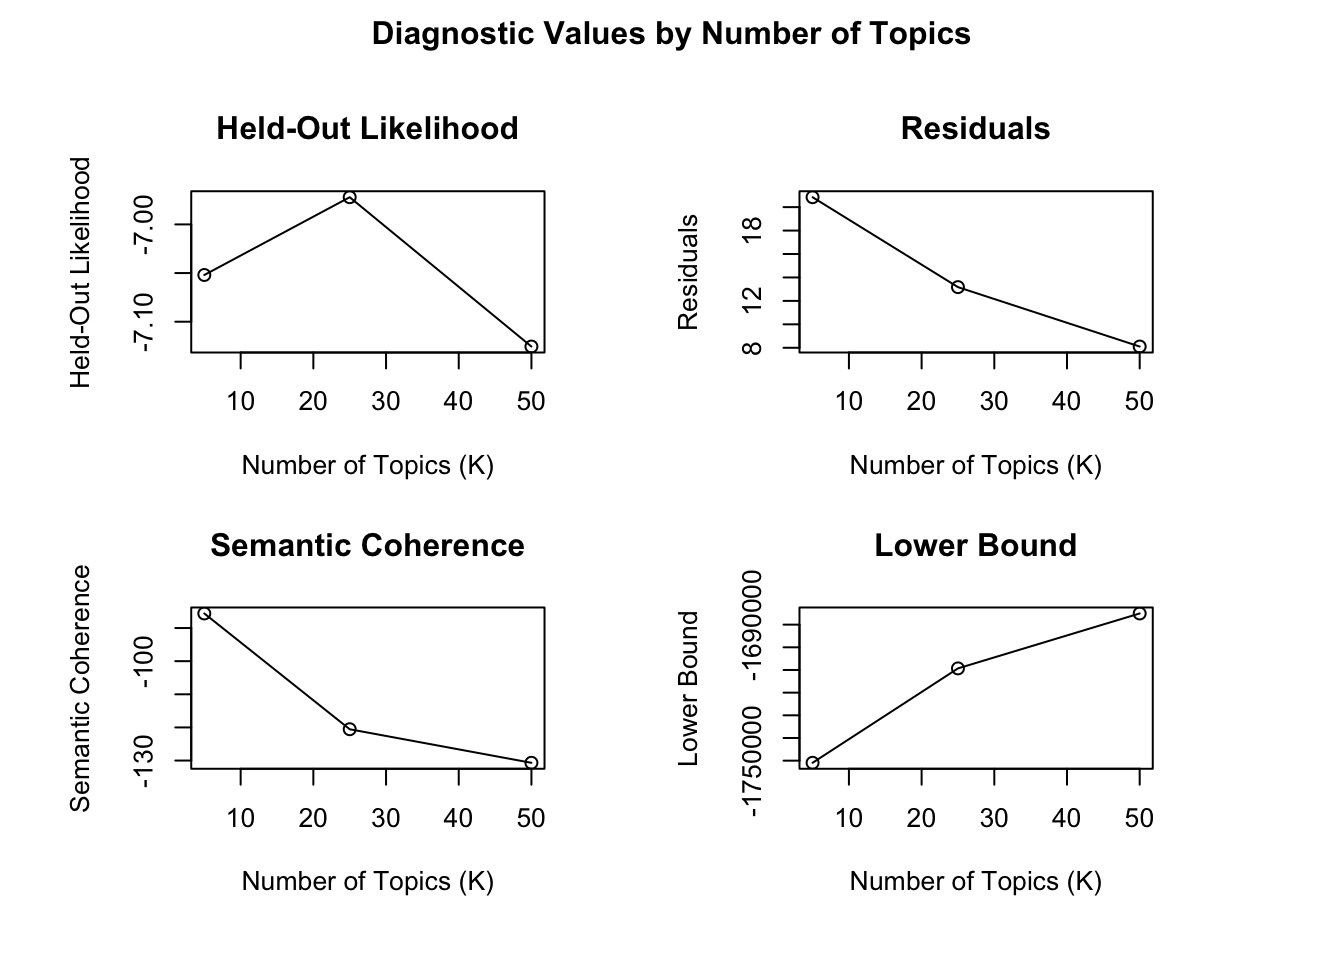 Diagnostic Values by Number of Topics
Held-Out Likelihood
Held-Out Likelihood
-7.00
-7.10
10 20 30 40 50
Number of Topics (K)
Residuals
Residuals
18
12
8
10 20 30 40 50
Number of Topics (K)
Semantic Coherence
Semantic Coherence
-100
-130
10 20 30 40 50
Number of Topics (K)
Lower Bound
Lower Bound
-1690000
-1750000
10 20 30 40 50
Number of Topics (K)